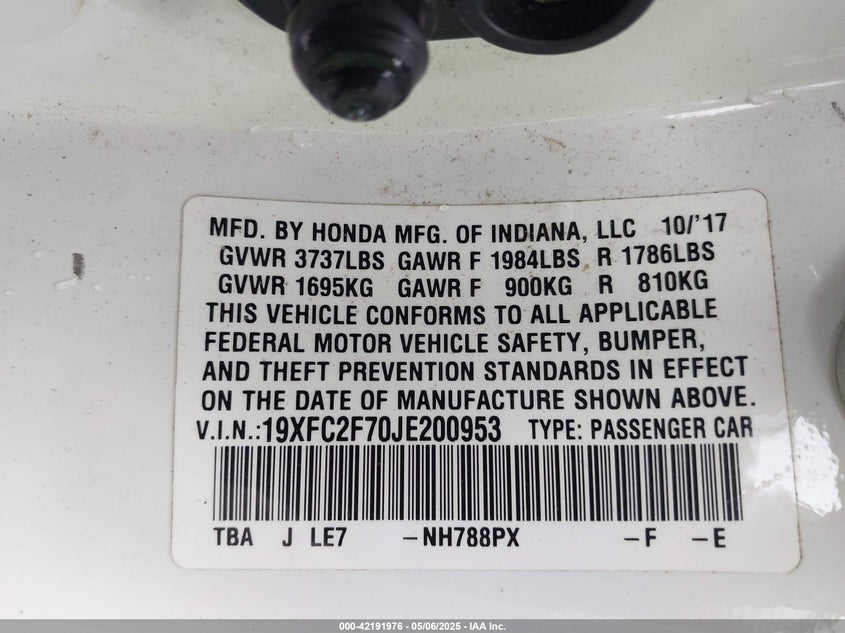 MFD. BY HONDA MFG. OF INDIANA, LLC 10/'17
GVWR 3737LBS GAWR F 1984LBS R 1786LBS
GVWR 1695KG GAWR F 900KG R 810KG
THIS VEHICLE CONFORMS TO ALL APPLICABLE
FEDERAL MOTOR VEHICLE SAFETY, BUMPER,
AND THEFT PREVENTION STANDARDS IN EFFECT
ON THE DATE OF MANUFACTURE SHOWN ABOVE.
V.I.N.:19XFC2F70JE200953 TYPE: PASSENGER CAR
TBA J LE7 -NH788PX -F -E
000-42191976 - 05/06/2025 - IAA Inc.